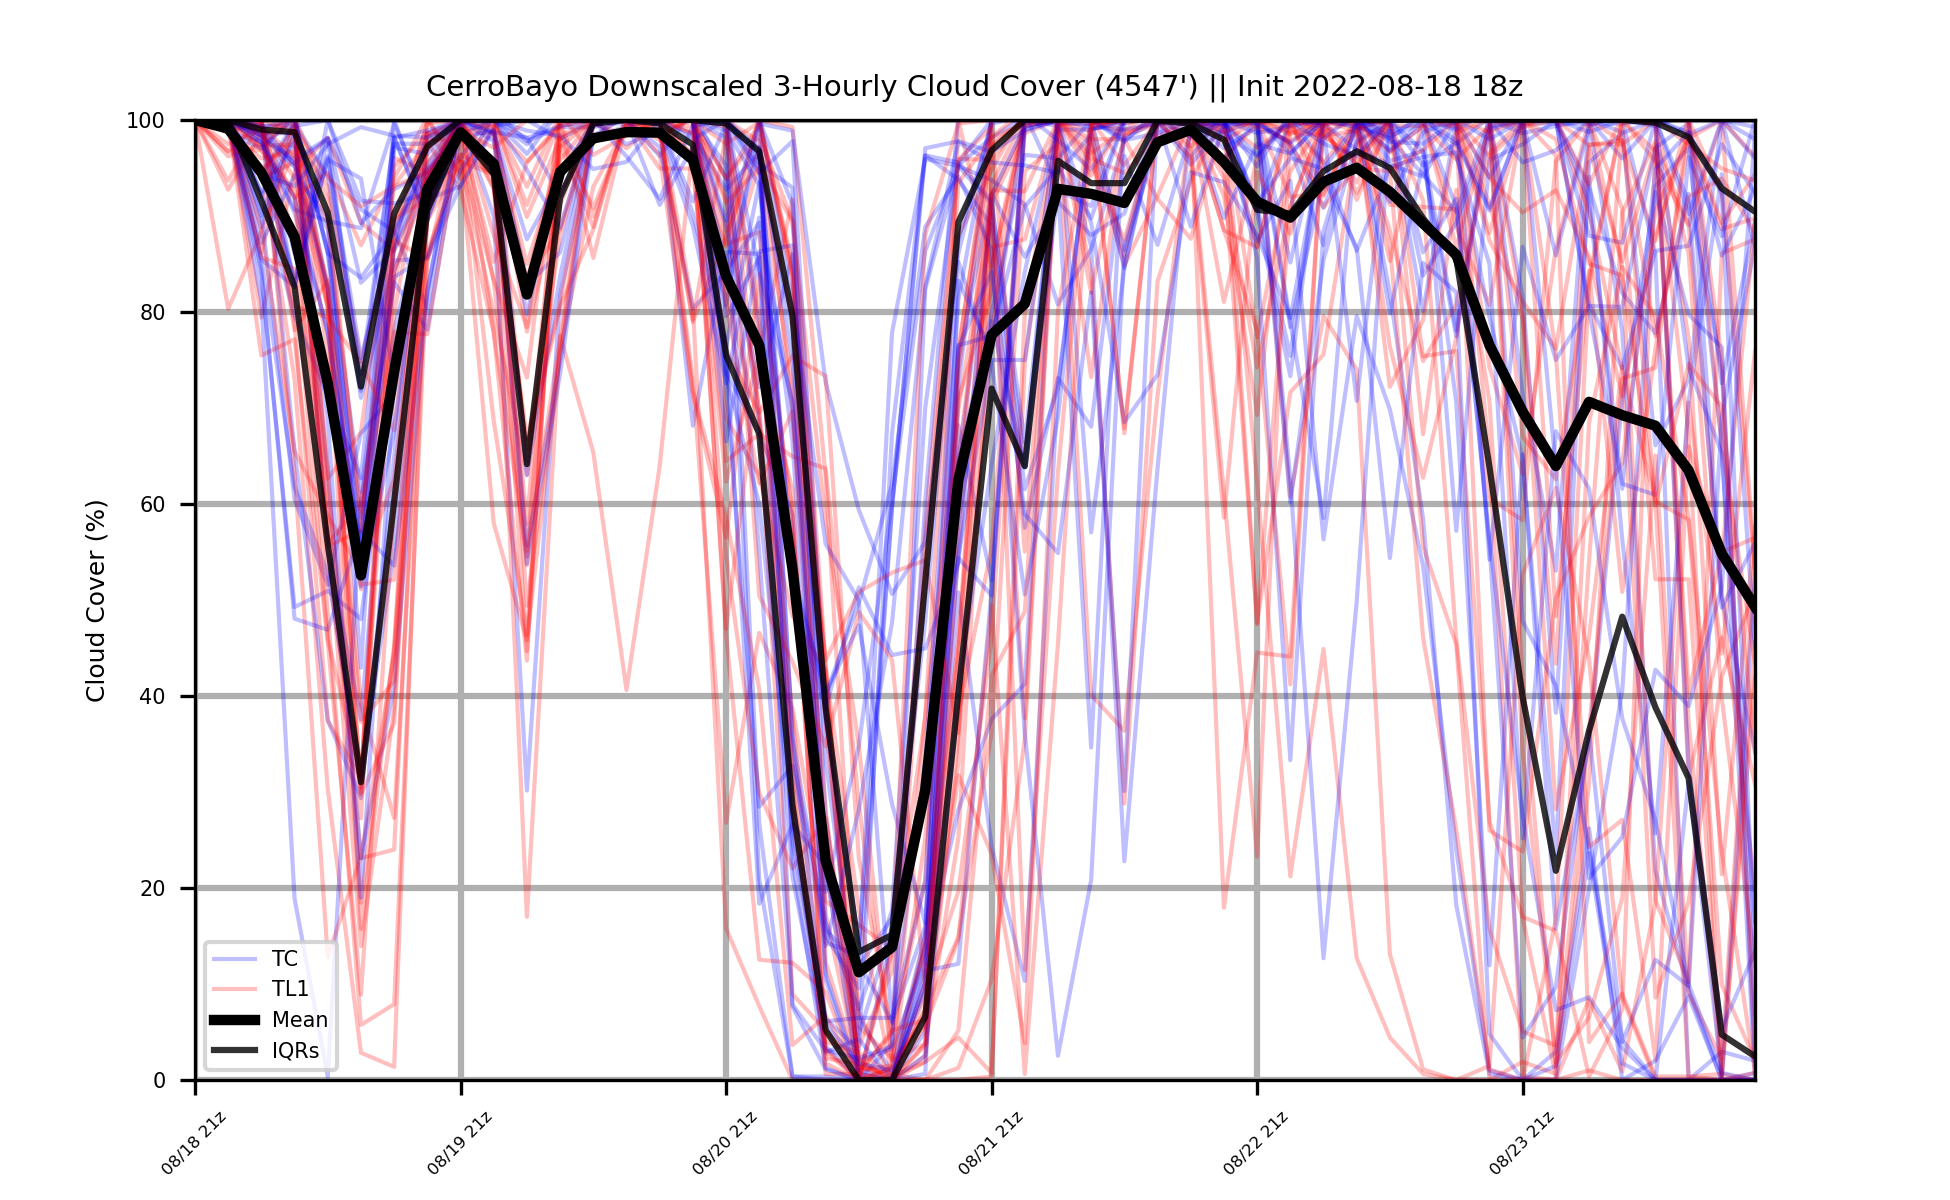 CerroBayo Downscaled 3-Hourly Cloud Cover (4547') || Init 2022-08-18 18z
Cloud Cover (%)
100
80
60
40
20
0
TC
TL1
Mean
IQRs
08/18 21z
08/19 21z
08/20 21z
08/21 21z
08/22 21z
08/23 21z